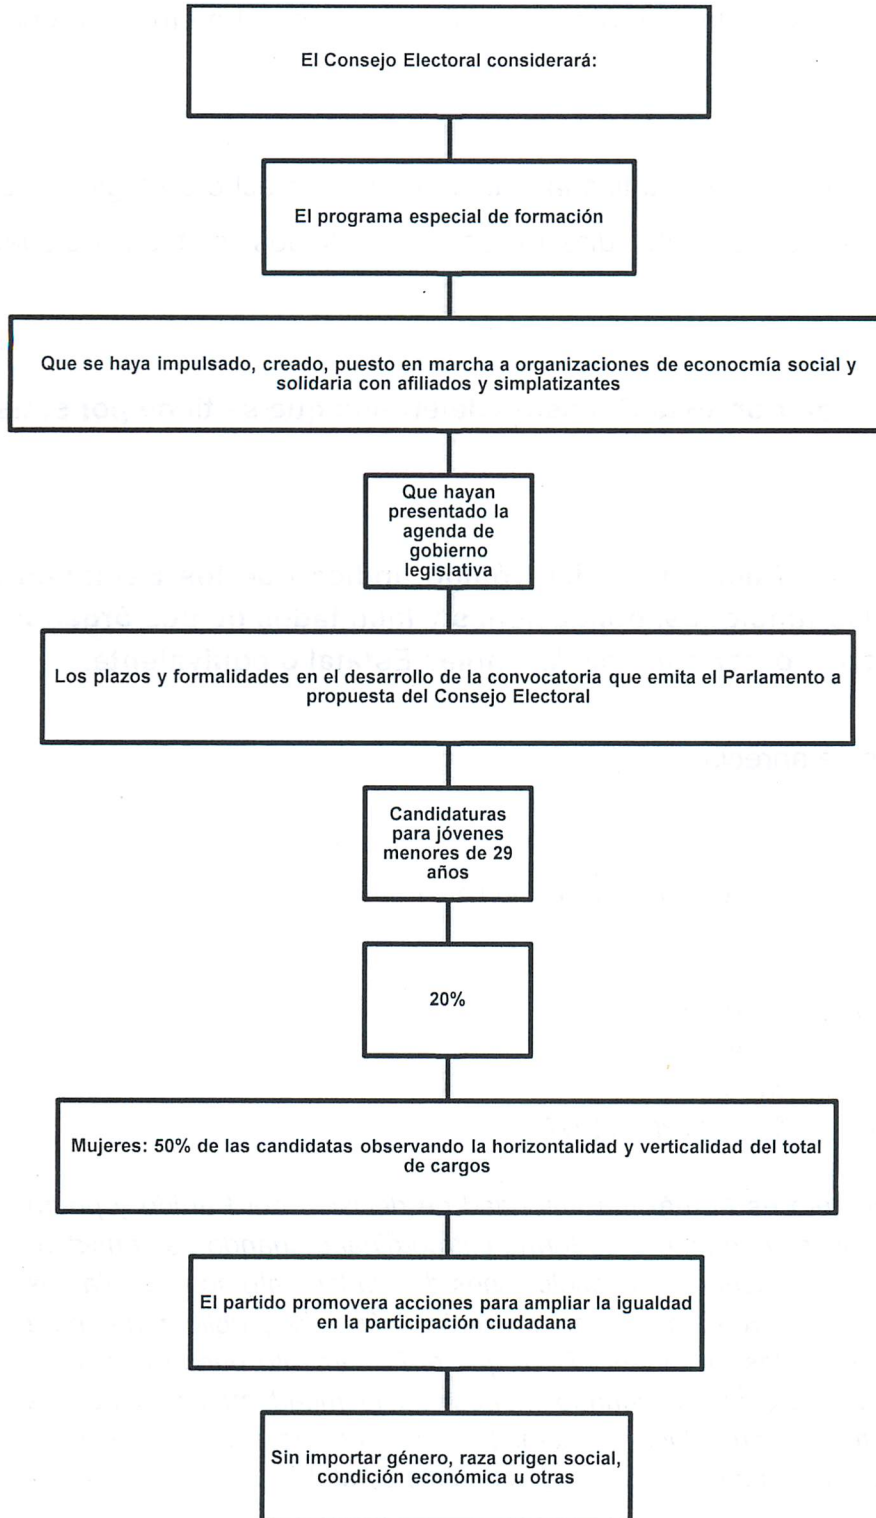 El Consejo Electoral considerará:
El programa especial de formación
Que se haya impulsado, creado, puesto en marcha a organizaciones de econocmía social y
solidaria con afiliados y simplatizantes
Que hayan
presentado la
agenda de
gobierno
legislativa
Los plazos y formalidades en el desarrollo de la convocatoria que emita el Parlamento a
propuesta del Consejo Electoral
Candidaturas
para jóvenes
menores de 29
años
20%
Mujeres: 50% de las candidatas observando la horizontalidad y verticalidad del total
de cargos
El partido promovera acciones para ampliar la igualdad
en la participación ciudadana
Sin importar género, raza origen social,
condición económica u otras